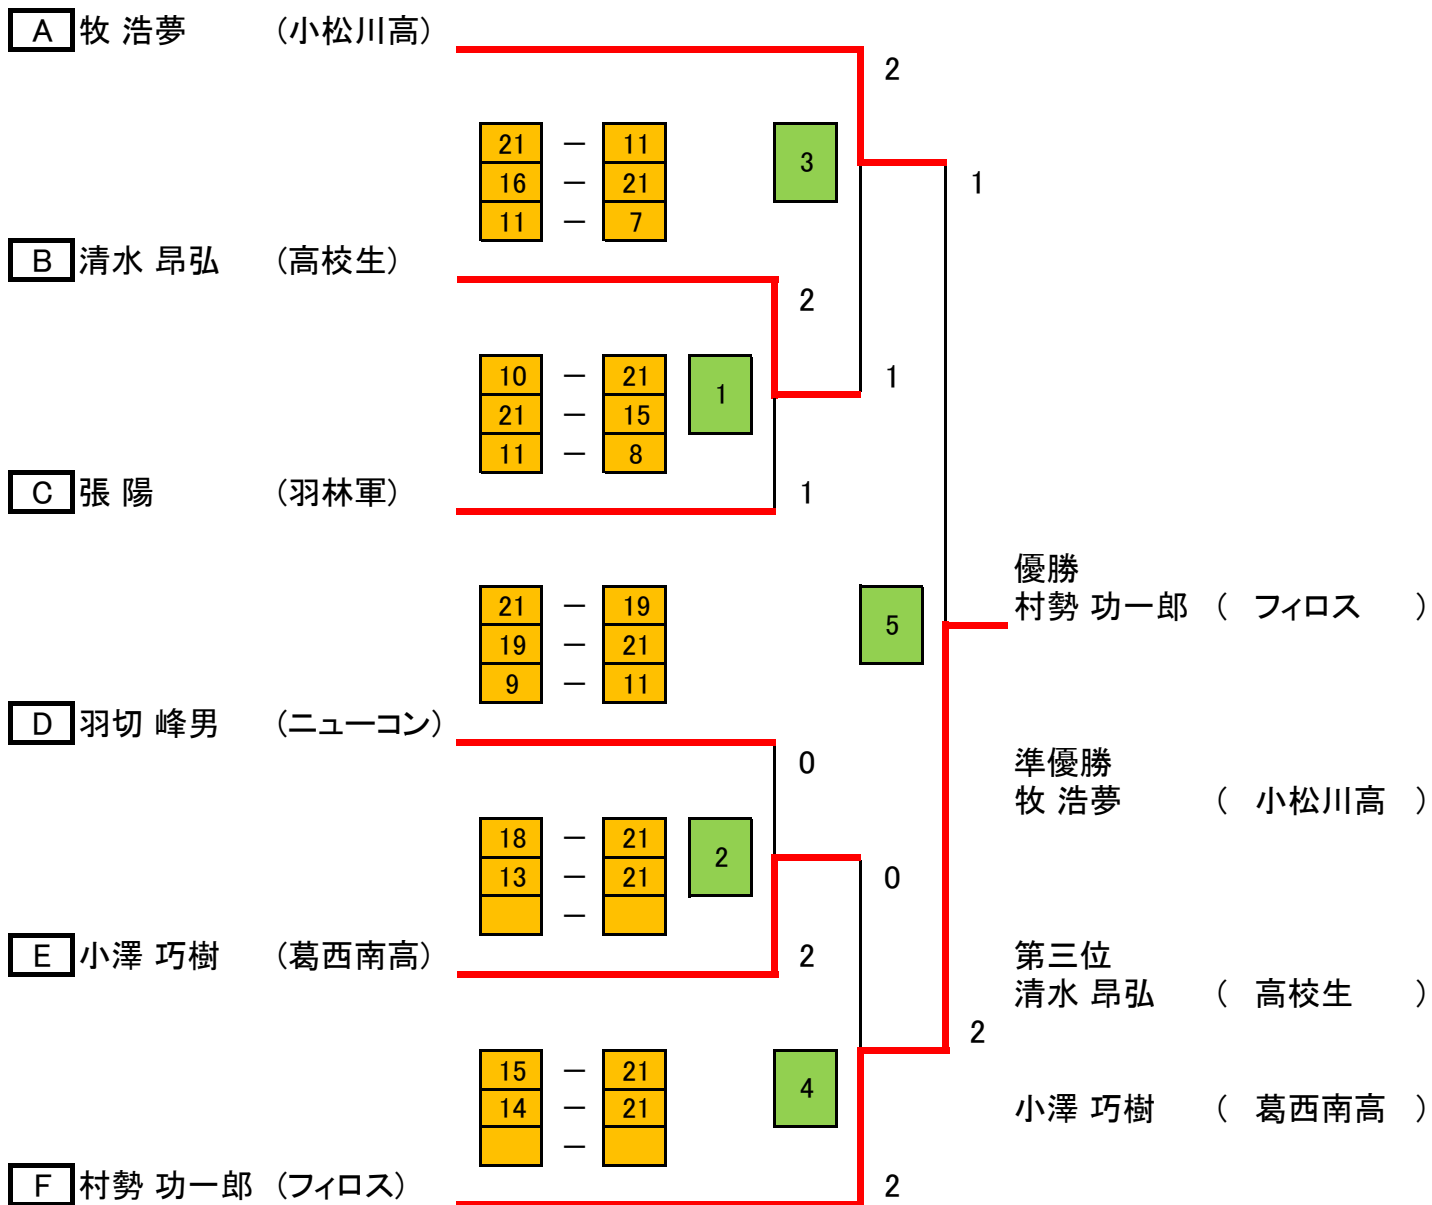 A 牧 浩夢 （小松川高）
2
21 － 11
3
16 － 21
1
11 － 7
B 清水 昂弘 （高校生）
2
10 － 21
1
1
21 － 15
11 － 8
C 張 陽 （羽林軍）
1
優勝
村勢 功一郎 （ フィロス ）
21 － 19
5
19 － 21
9 － 11
D 羽切 峰男 （ニューコン）
0
準優勝
牧 浩夢 （ 小松川高 ）
18 － 21
2
13 － 21
0
－
E 小澤 巧樹 （葛西南高）
2
第三位
清水 昂弘 （ 高校生 ）
2
15 － 21
4
14 － 21
－
小澤 巧樹 （ 葛西南高 ）
F 村勢 功一郎 （フィロス）
2